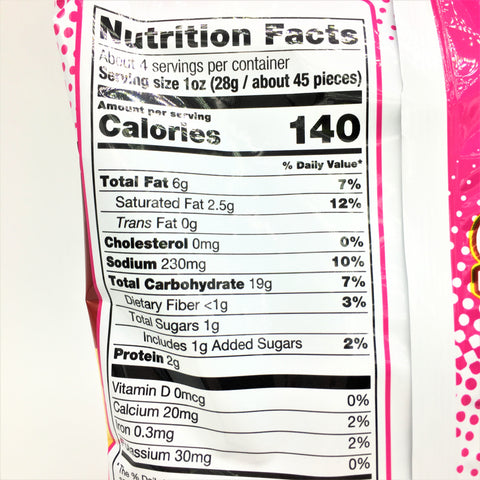 Nutrition Facts
About 4 servings per container
Serving size 1oz (28g / about 45 pieces)
Amount per serving
Calories 140
% Daily Value*
Total Fat 6g 7%
Saturated Fat 2.5g 12%
Trans Fat 0g
Cholesterol 0mg 0%
Sodium 230mg 10%
Total Carbohydrate 19g 7%
Dietary Fiber <1g 3%
Total Sugars 1g
Includes 1g Added Sugars 2%
Protein 2g
Vitamin D 0mcg 0%
Calcium 20mg 2%
Iron 0.3mg 2%
30mg 0%
*The % Daily